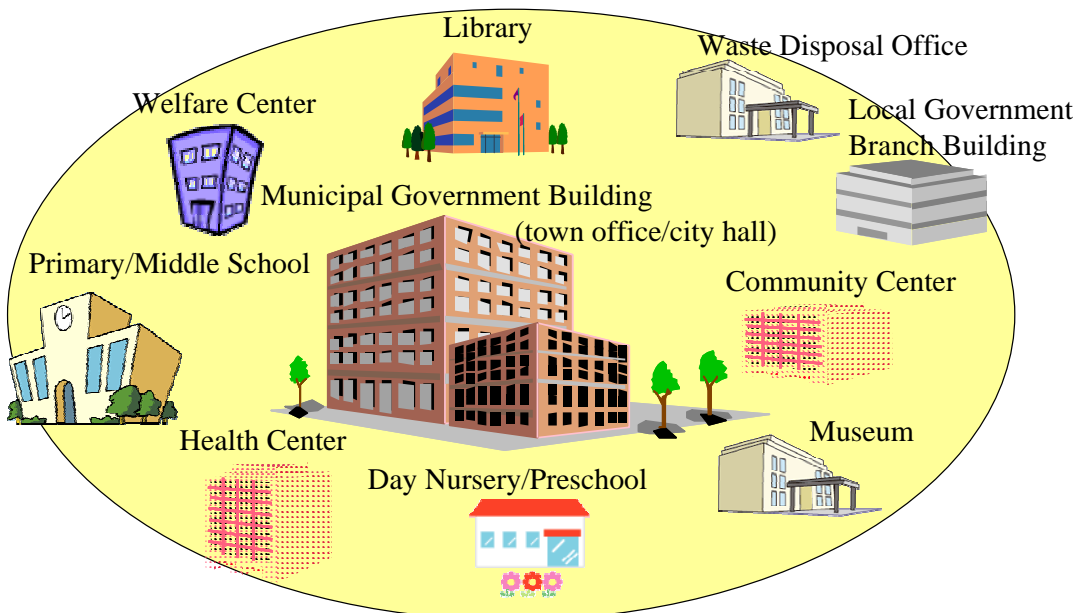 Library
Waste Disposal Office
Welfare Center
Local Government
Branch Building
Municipal Government Building
(town office/city hall)
Primary/Middle School
Community Center
Health Center
Museum
Day Nursery/Preschool